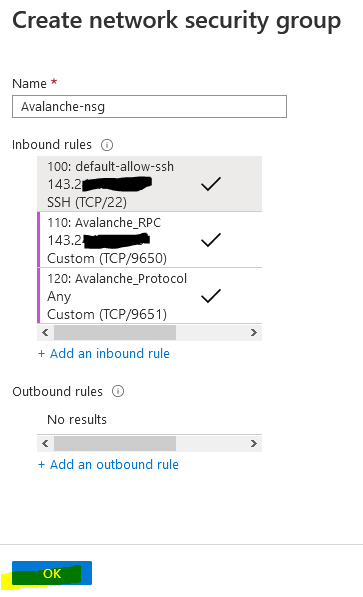 Create network security group
Name *
Avalanche-nsg
Inbound rules
100: default-allow-ssh
143.2
SSH (TCP/22)
110: Avalanche_RPC
143.2
Custom (TCP/9650)
120: Avalanche_Protocol
Any
Custom (TCP/9651)
+ Add an inbound rule
Outbound rules
No results
+ Add an outbound rule
OK